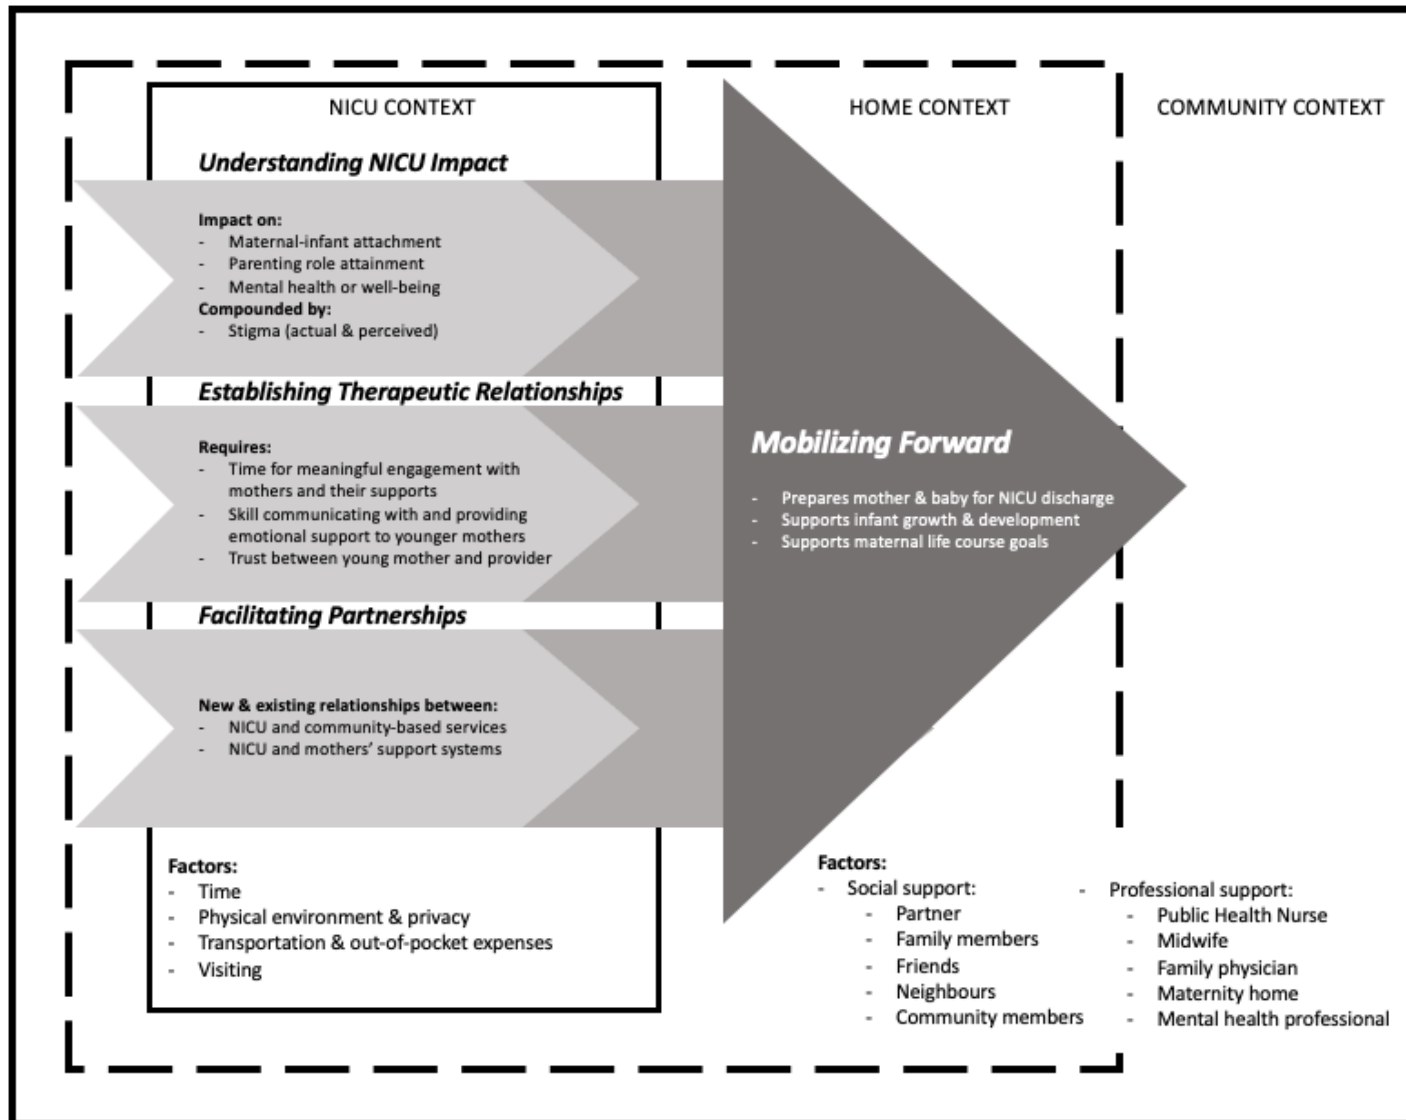 NICU CONTEXT
HOME CONTEXT
COMMUNITY CONTEXT
Understanding NICU Impact
Impact on:
- Maternal-infant attachment
- Parenting role attainment
- Mental health or well-being
Compounded by:
- Stigma (actual & perceived)
Establishing Therapeutic Relationships
Requires:
- Time for meaningful engagement with
mothers and their supports
- Skill communicating with and providing
emotional support to younger mothers
- Trust between young mother and provider
Facilitating Partnerships
New & existing relationships between:
- NICU and community-based services
- NICU and mothers' support systems
Mobilizing Forward
- Prepares mother & baby for NICU discharge
- Supports infant growth & development
- Supports maternal life course goals
Factors:
- Time
- Physical environment & privacy
- Transportation & out-of-pocket expenses
- Visiting
Factors:
- Social support:
- Partner
- Family members
- Friends
- Neighbours
- Community members
- Professional support:
- Public Health Nurse
- Midwife
- Family physician
- Maternity home
- Mental health professional